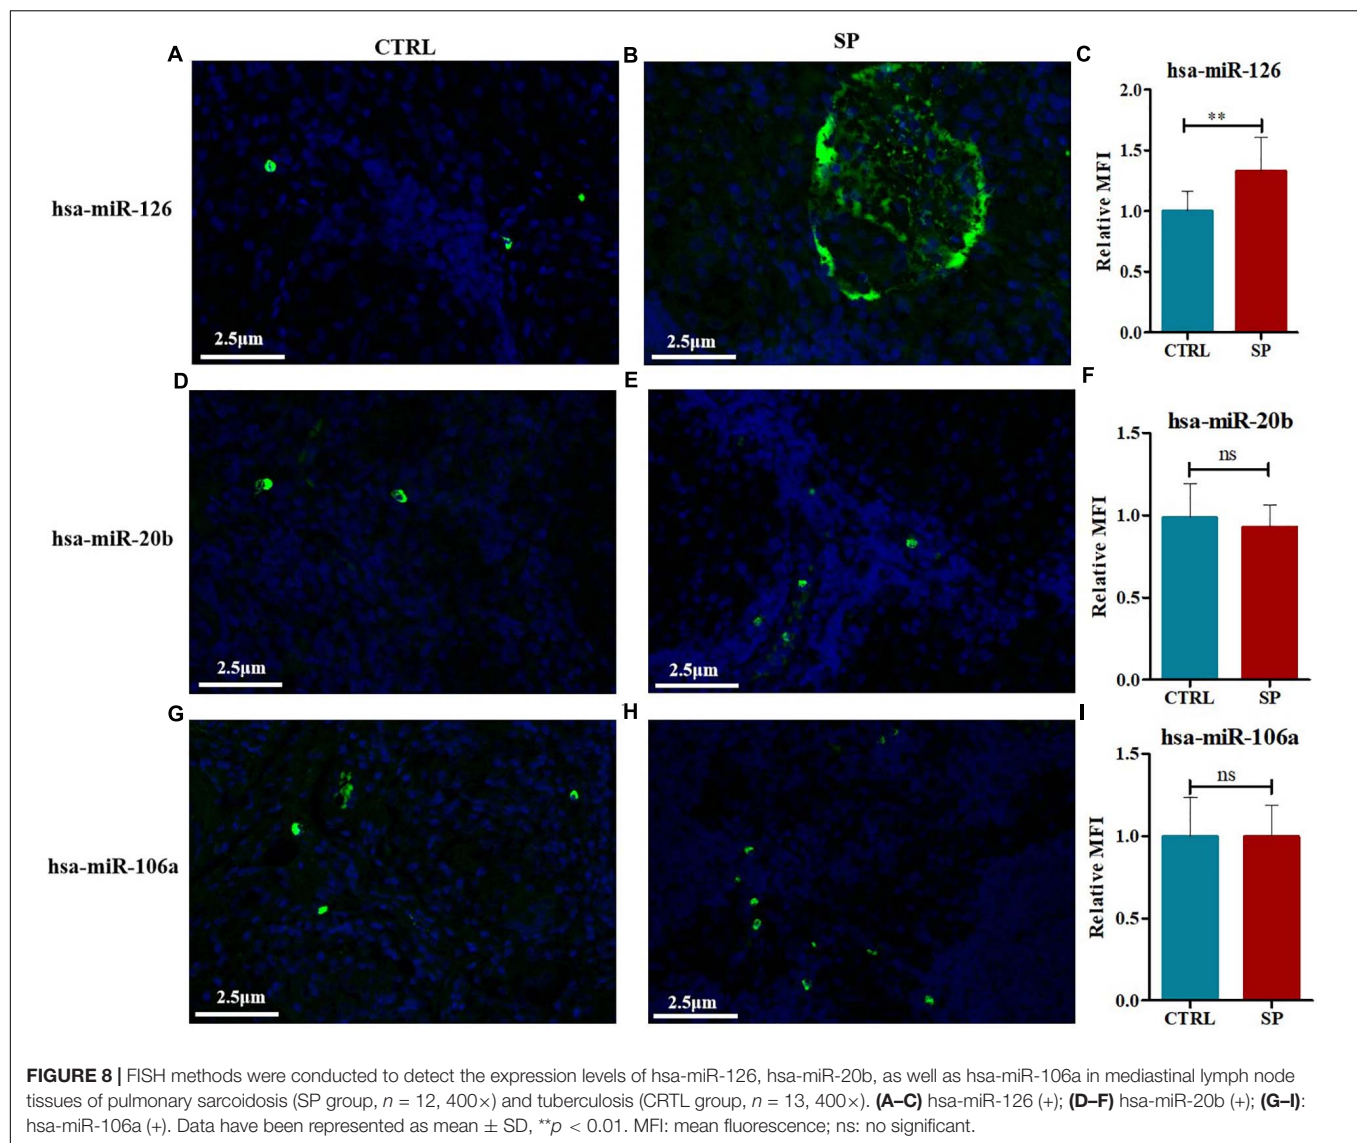 CTRL
SP
A
B
C
hsa-miR-126
hsa-miR-126
2.5μm
2.5μm
Relative MFI
2.0
1.5
1.0
0.5
0.0
**
CTRL
SP
D
E
F
hsa-miR-20b
hsa-miR-20b
2.5μm
2.5μm
Relative MFI
1.5
1.0
0.5
0.0
ns
CTRL
SP
G
H
I
hsa-miR-106a
hsa-miR-106a
2.5μm
2.5μm
Relative MFI
1.5
1.0
0.5
0.0
ns
CTRL
SP
FIGURE 8 | FISH methods were conducted to detect the expression levels of hsa-miR-126, hsa-miR-20b, as well as hsa-miR-106a in mediastinal lymph node
tissues of pulmonary sarcoidosis (SP group, n = 12, 400×) and tuberculosis (CRTL group, n = 13, 400×). (A–C) hsa-miR-126 (+); (D–F) hsa-miR-20b (+); (G–I):
hsa-miR-106a (+). Data have been represented as mean ± SD, **p < 0.01. MFI: mean fluorescence; ns: no significant.